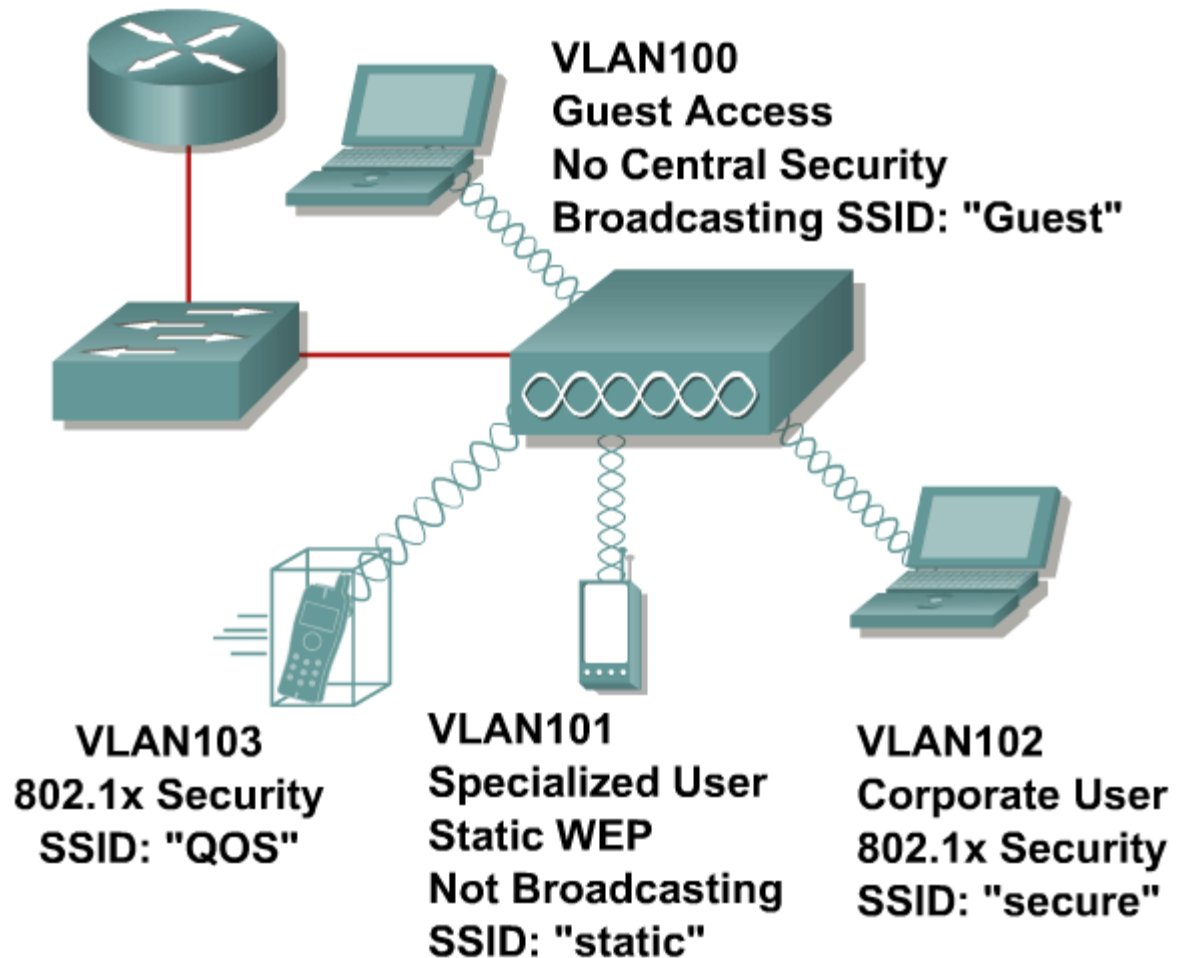 VLAN100
Guest Access
No Central Security
Broadcasting SSID: "Guest"
VLAN103
802.1x Security
SSID: "QOS"
VLAN101
Specialized User
Static WEP
Not Broadcasting
SSID: "static"
VLAN102
Corporate User
802.1x Security
SSID: "secure"